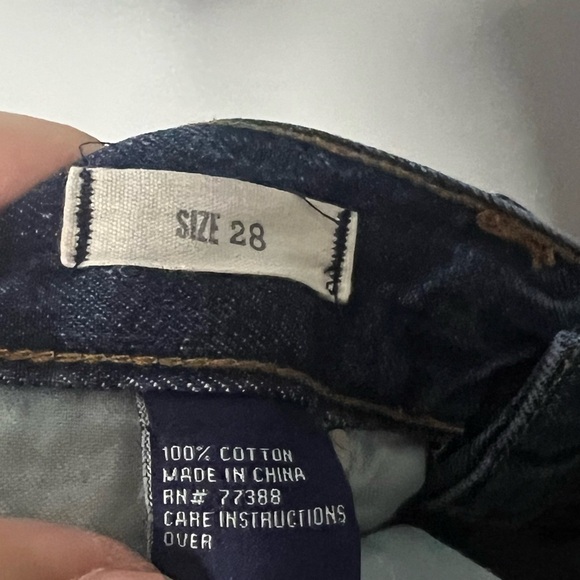 SIZE 28
100% COTTON
MADE IN CHINA
RN# 77388
CARE INSTRUCTIONS
OVER